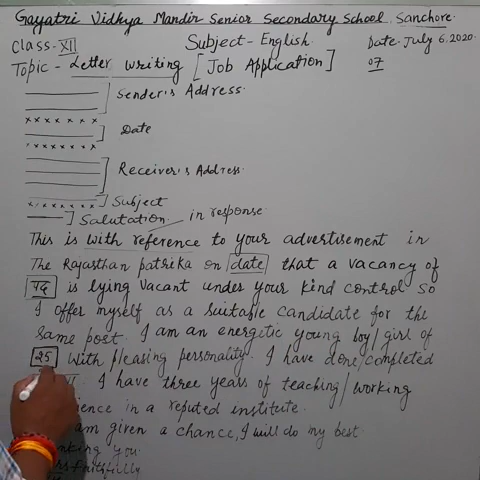 Gayatri Vidhya Mandir Senior Secondary School, Sanchore.
Class-XII Subject-English. Date-July 6.2020
Topic-Letter writing [Job Application] 07
Sender's Address
xxxxxxx
Date
xxxxxxx
Receiver's Address.
xxxxxxx Subject
Salutation in response
This is with reference to your advertisement in
The Rajasthan patrika on date that a vacancy of
is lying vacant under your kind control so
I offer myself as a suitable candidate for the
same post. I am an energetic young boy/girl of
25 with pleasing personality. I have done/completed
I have three years of teaching/working
ience in a reputed institute.
am given a chance, I will do my best.
nking you
faithfully